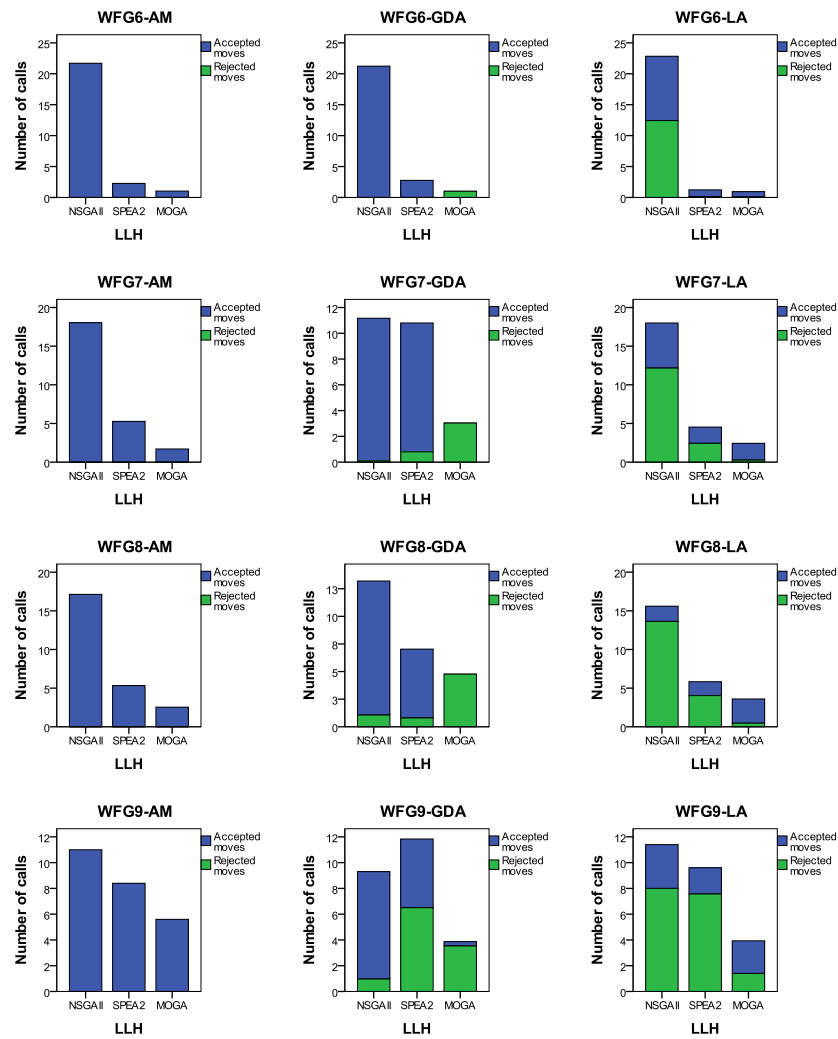 WFG6-AM
Number of calls
25
20
15
10
5
0
NSGAII SPEA2 MOGA
LLH
Accepted
moves
Rejected
moves
WFG6-GDA
Number of calls
25
20
15
10
5
0
NSGAII SPEA2 MOGA
LLH
Accepted
moves
Rejected
moves
WFG6-LA
Number of calls
25
20
15
10
5
0
NSGAII SPEA2 MOGA
LLH
Accepted
moves
Rejected
moves
WFG7-AM
Number of calls
20
15
10
5
0
NSGAII SPEA2 MOGA
LLH
Accepted
moves
Rejected
moves
WFG7-GDA
Number of calls
12
10
8
6
4
2
0
NSGAII SPEA2 MOGA
LLH
Accepted
moves
Rejected
moves
WFG7-LA
Number of calls
20
15
10
5
0
NSGAII SPEA2 MOGA
LLH
Accepted
moves
Rejected
moves
WFG8-AM
Number of calls
20
15
10
5
0
NSGAII SPEA2 MOGA
LLH
Accepted
moves
Rejected
moves
WFG8-GDA
Number of calls
13
10
8
5
3
0
NSGAII SPEA2 MOGA
LLH
Accepted
moves
Rejected
moves
WFG8-LA
Number of calls
20
15
10
5
0
NSGAII SPEA2 MOGA
LLH
Accepted
moves
Rejected
moves
WFG9-AM
Number of calls
12
10
8
6
4
2
0
NSGAII SPEA2 MOGA
LLH
Accepted
moves
Rejected
moves
WFG9-GDA
Number of calls
12
10
8
6
4
2
0
NSGAII SPEA2 MOGA
LLH
Accepted
moves
Rejected
moves
WFG9-LA
Number of calls
12
10
8
6
4
2
0
NSGAII SPEA2 MOGA
LLH
Accepted
moves
Rejected
moves